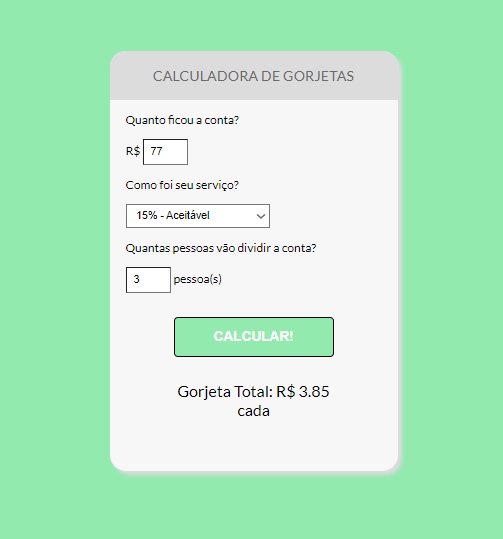 CALCULADORA DE GORJETAS
Quanto ficou a conta?
R$ 77
Como foi seu serviço?
15% - Aceitável
Quantas pessoas vão dividir a conta?
3 pessoa(s)
CALCULAR!
Gorjeta Total: R$ 3.85
cada